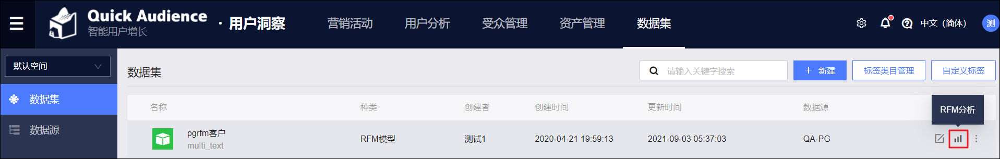 Quick Audience
智能用户增长
· 用户洞察
营销活动
用户分析
受众管理
资产管理
数据集
中文（简体）
测
默认空间
数据集
数据源
数据集
请输入关键字搜索
+ 新建
标签类目管理
自定义标签
名称
种类
创建者
创建时间
更新时间
数据源
RFM分析
pgrfm客户
multi_text
RFM模型
测试1
2020-04-21 19:59:13
2021-09-03 05:37:03
QA-PG